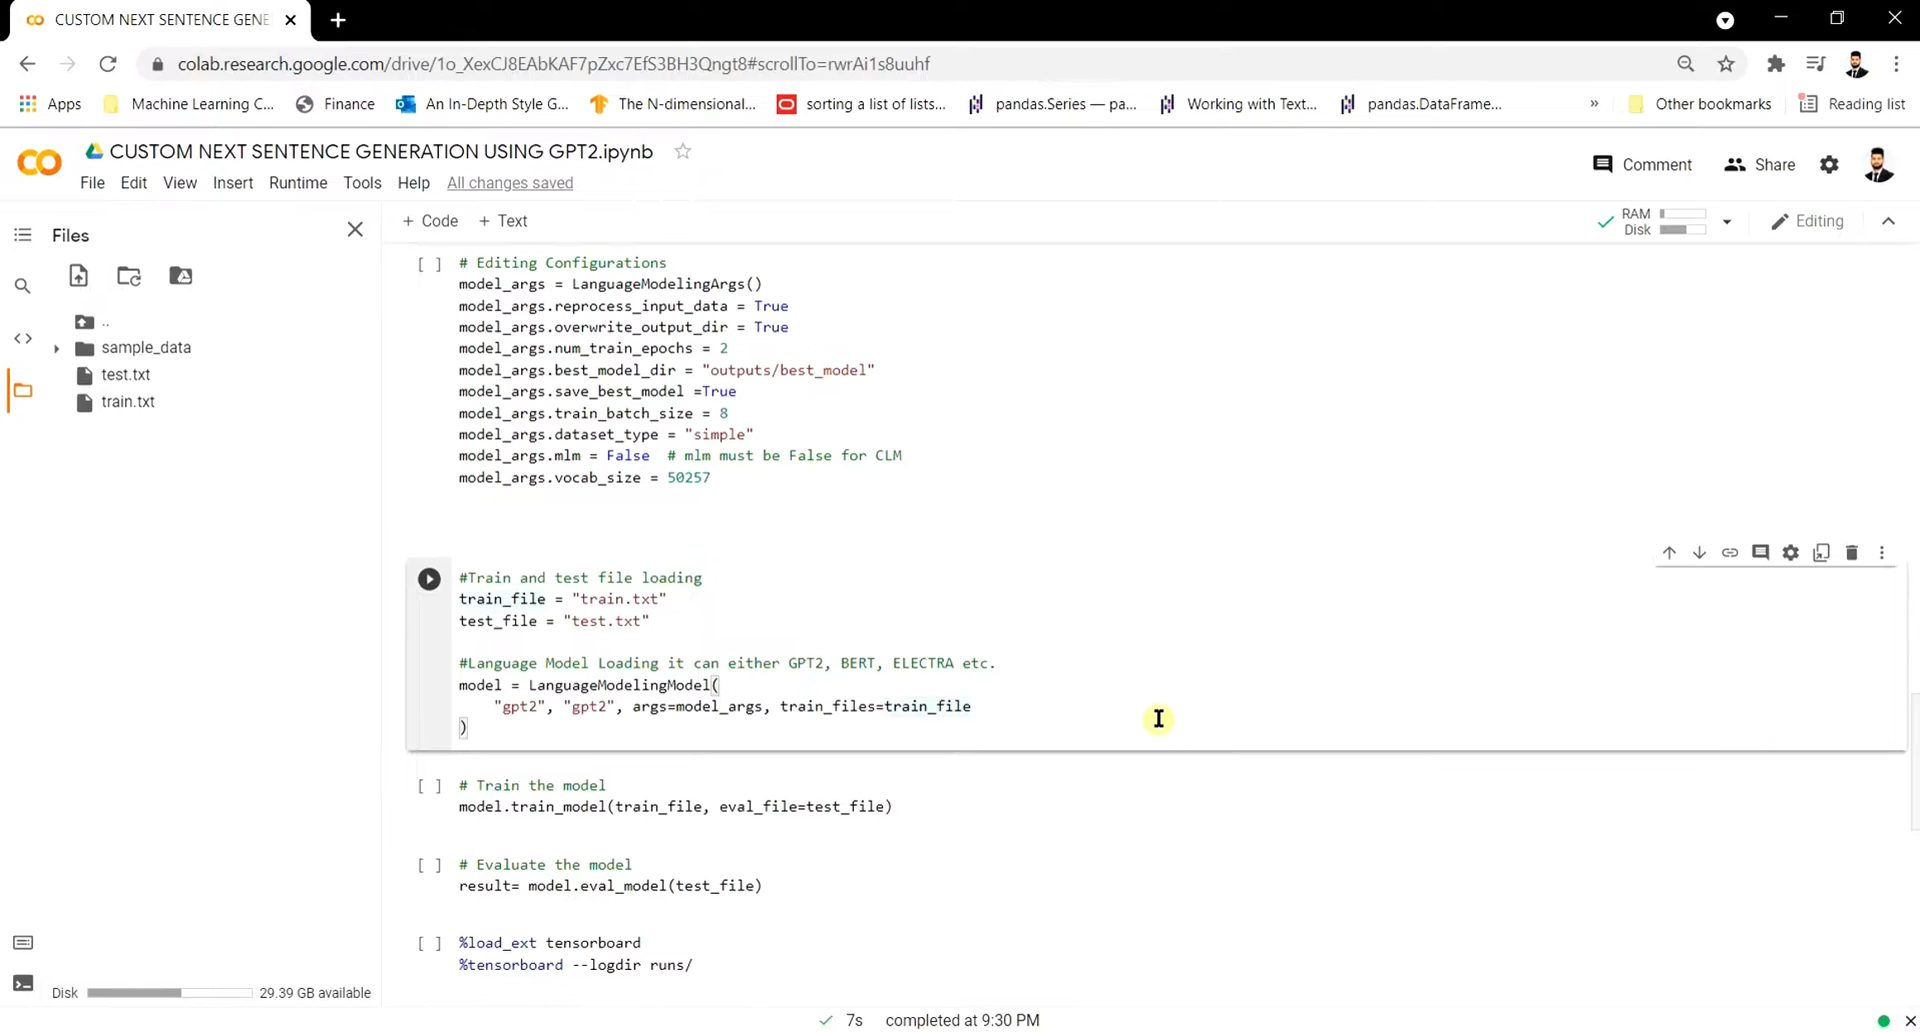 CUSTOM NEXT SENTENCE GENE
colab.research.google.com/drive/1o_XexCJ8EAbKAF7pZxc7EfS3BH3Qngt8#scrollTo=rwrAi1s8uuhf
Apps Machine Learning C... Finance An In-Depth Style G... The N-dimensional... sorting a list of lists... pandas.Series — pa... Working with Text... pandas.DataFrame... » Other bookmarks Reading list
CUSTOM NEXT SENTENCE GENERATION USING GPT2.ipynb
Comment Share
File Edit View Insert Runtime Tools Help All changes saved
Files
+ Code + Text
RAM
Disk
Editing
..
sample_data
test.txt
train.txt
[ ] # Editing Configurations
model_args = LanguageModelingArgs()
model_args.reprocess_input_data = True
model_args.overwrite_output_dir = True
model_args.num_train_epochs = 2
model_args.best_model_dir = "outputs/best_model"
model_args.save_best_model =True
model_args.train_batch_size = 8
model_args.dataset_type = "simple"
model_args.mlm = False # mlm must be False for CLM
model_args.vocab_size = 50257
#Train and test file loading
train_file = "train.txt"
test_file = "test.txt"
#Language Model Loading it can either GPT2, BERT, ELECTRA etc.
model = LanguageModelingModel(
"gpt2", "gpt2", args=model_args, train_files=train_file
)
[ ] # Train the model
model.train_model(train_file, eval_file=test_file)
[ ] # Evaluate the model
result= model.eval_model(test_file)
[ ] %load_ext tensorboard
%tensorboard --logdir runs/
Disk 29.39 GB available
7s completed at 9:30 PM